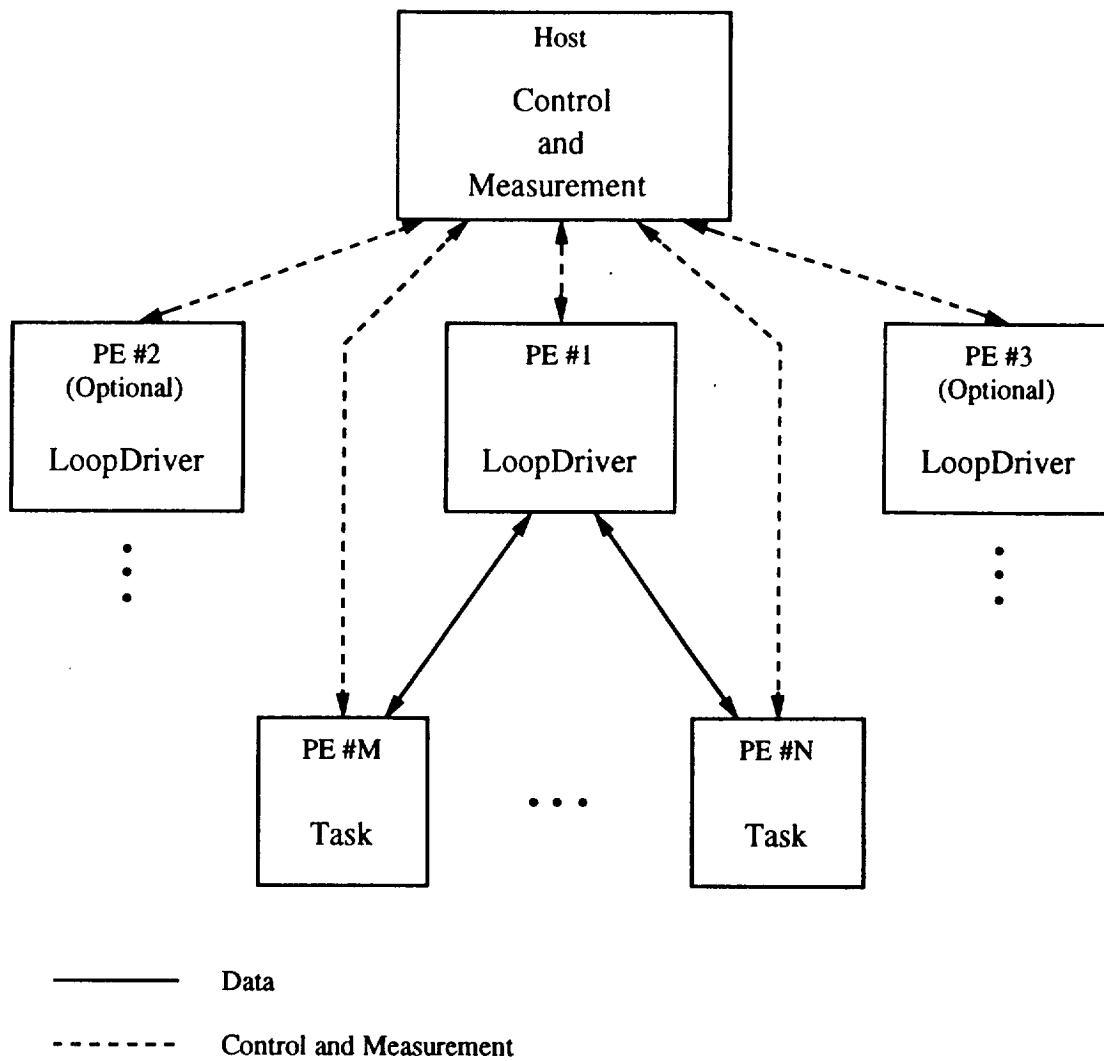 Host
Control
and
Measurement
PE #2
(Optional)
LoopDriver
PE #1
LoopDriver
PE #3
(Optional)
LoopDriver
PE #M
Task
PE #N
Task
Data
Control and Measurement